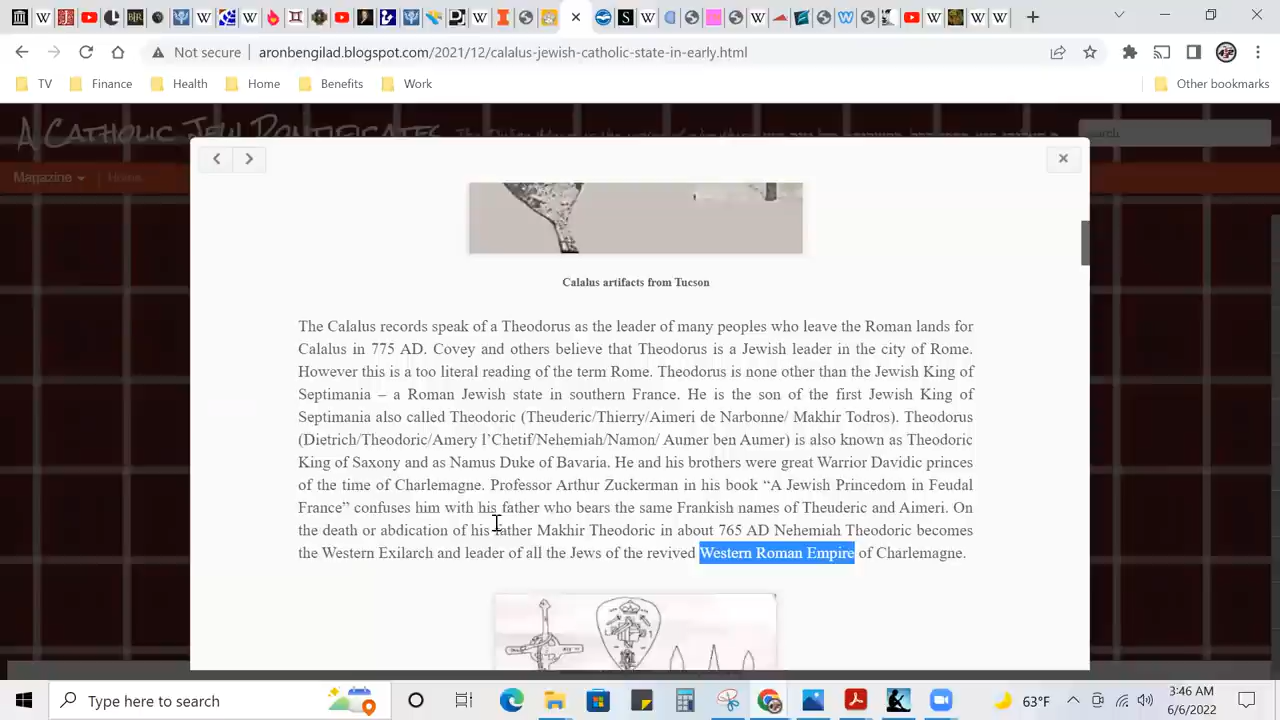 Not secure
aronbengilad.blogspot.com/2021/12/calalus-jewish-catholic-state-in-early.html
TV
Finance
Health
Home
Benefits
Work
Other bookmarks
A Catholic Jew Pontificates
search
Magazine
Home
Calalus artifacts from Tucson
The Calalus records speak of a Theodorus as the leader of many peoples who leave the Roman lands for
Calalus in 775 AD. Covey and others believe that Theodorus is a Jewish leader in the city of Rome.
However this is a too literal reading of the term Rome. Theodorus is none other than the Jewish King of
Septimania – a Roman Jewish state in southern France. He is the son of the first Jewish King of
Septimania also called Theodoric (Theuderic/Thierry/Aimeri de Narbonne/ Makhir Todros). Theodorus
(Dietrich/Theodoric/Amery l’Chetif/Nehemiah/Namon/ Aumer ben Aumer) is also known as Theodoric
King of Saxony and as Namus Duke of Bavaria. He and his brothers were great Warrior Davidic princes
of the time of Charlemagne. Professor Arthur Zuckerman in his book “A Jewish Princedom in Feudal
France” confuses him with his father who bears the same Frankish names of Theuderic and Aimeri. On
the death or abdication of his father Makhir Theodoric in about 765 AD Nehemiah Theodoric becomes
the Western Exilarch and leader of all the Jews of the revived Western Roman Empire of Charlemagne.
Type here to search
63°F
3:46 AM
6/6/2022